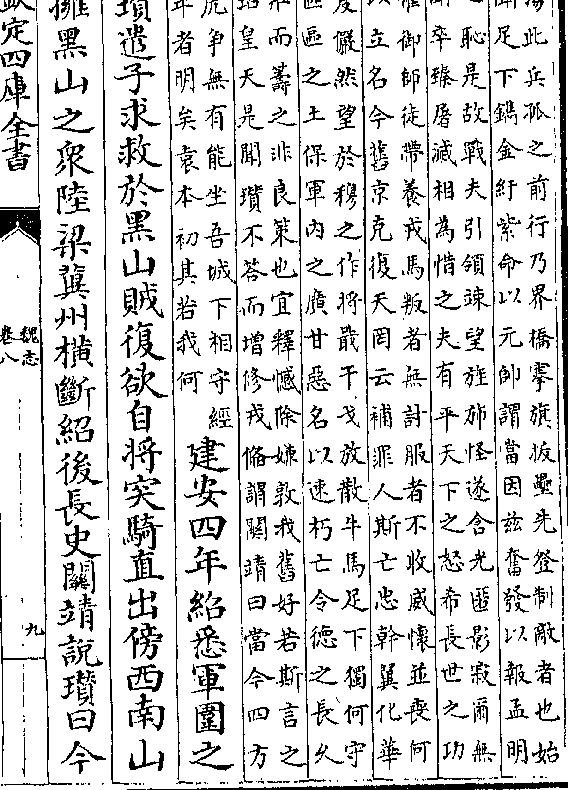 易此兵孤之前行乃界橋搴旗拔壘先登制敵者也始
聞足下鐫金紆紫命以元帥謂當因兹奮發以報孟明
恥是故戰夫引領竦望旌斾怪遂含光匿影寂爾無
聞卒臻屠滅相為惜之夫有平天下之怒希長世之功
權御師徒帶養戎馬叛者無討服者不收威懷並喪何
以立名今舊京克復天罔云補罪人斯亡忠幹翼化華
夏儼然望於穆之作將戢干戈放散牛馬足下獨何守
區區之土保軍內之廣甘惡名以速朽亡令德之長久
壯而籌之非良策也宜釋憾除嫌敦我舊好若斯言之
玷皇天是聞瓚不答而增修戎備謂關靖曰當今四方
虎爭無有能坐吾城下相守經
年者明矣袁本初其若我何
建安四年紹悉軍圍之
瓚遣子求救於黑山賊復欲自將突騎直出傍西南山
擁黑山之衆陸梁冀州橫斷紹後長史關靖說瓚曰今
欽定四庫全書
魏志
卷八
九